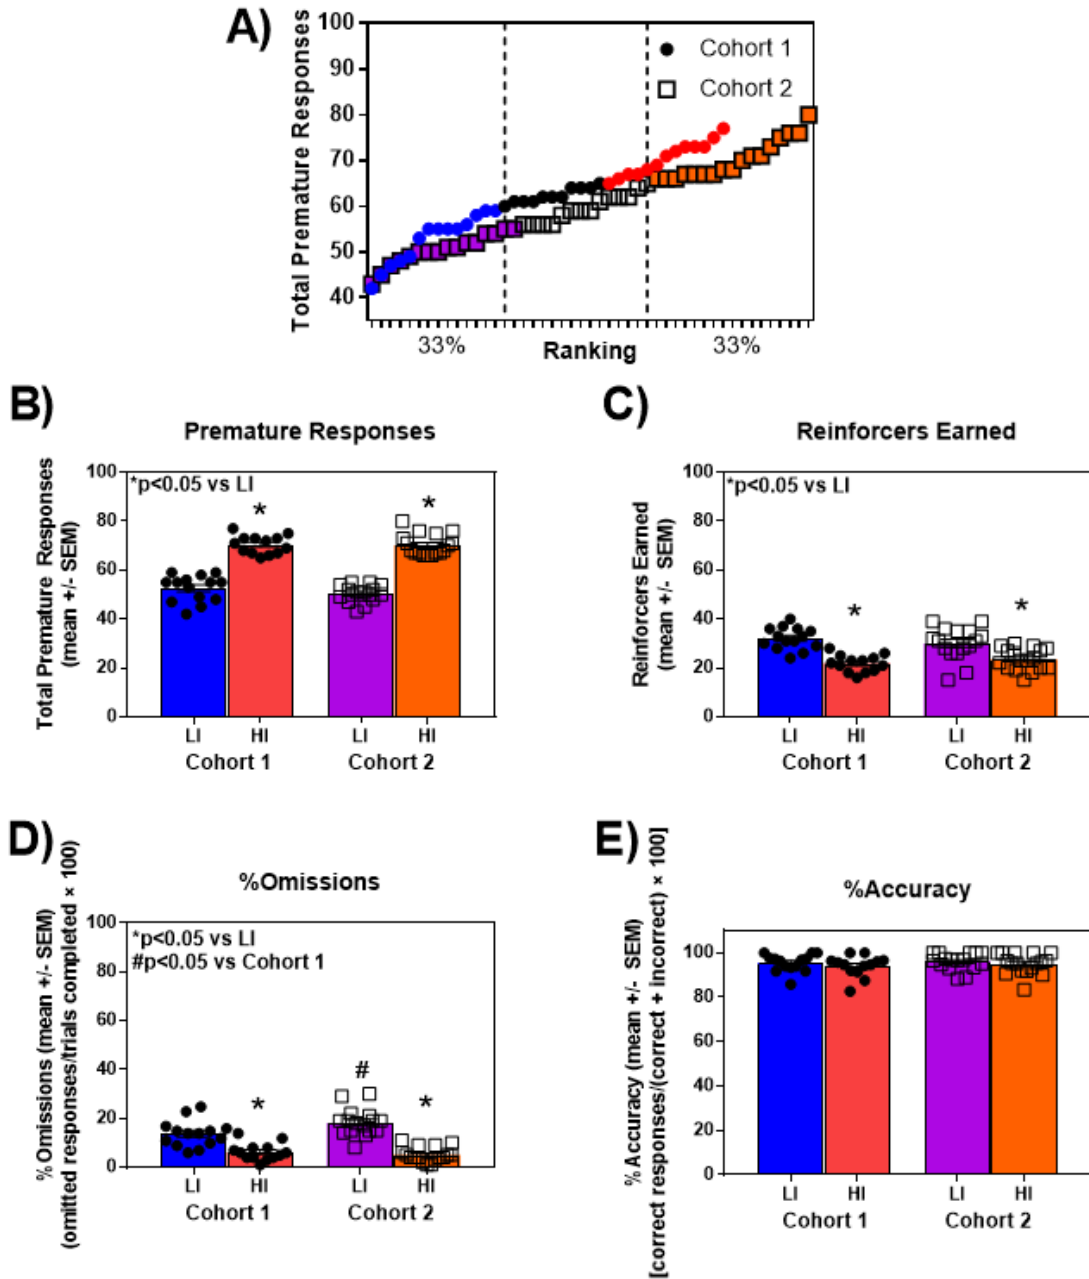 A)
Total Premature Responses
100
90
80
70
60
50
40
Cohort 1
Cohort 2
33%
Ranking
33%
B)
Premature Responses
Total Premature Responses
(mean +/- SEM)
100
80
60
40
20
0
*p<0.05 vs LI
*
*
LI
HI
LI
HI
Cohort 1
Cohort 2
C)
Reinforcers Earned
Reinforcers Earned
(mean +/- SEM)
100
80
60
40
20
0
*p<0.05 vs LI
*
*
LI
HI
LI
HI
Cohort 1
Cohort 2
D)
%Omissions
%Omissions (mean +/- SEM)
(omitted responses/trials completed × 100)
100
80
60
40
20
0
*p<0.05 vs LI
#p<0.05 vs Cohort 1
*
#
*
LI
HI
LI
HI
Cohort 1
Cohort 2
E)
%Accuracy
%Accuracy (mean +/- SEM)
[correct responses/(correct + incorrect) × 100]
100
80
60
40
20
0
LI
HI
LI
HI
Cohort 1
Cohort 2